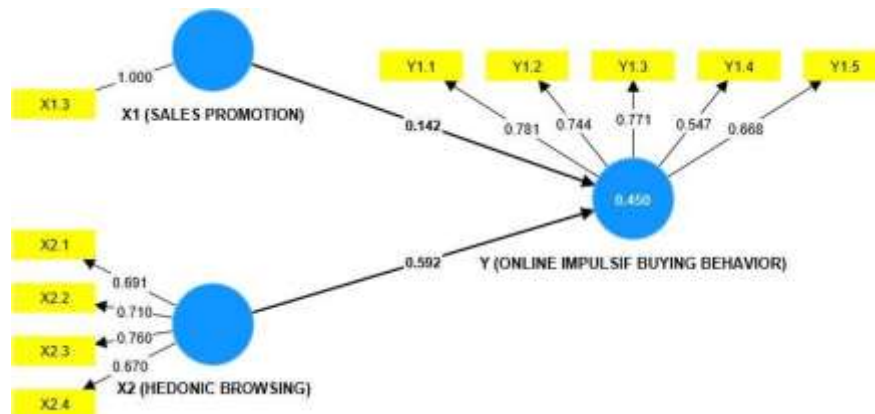 Y1.1 Y1.2 Y1.3 Y1.4 Y1.5
1.000
X1.3
X1 (SALES PROMOTION)
0.781 0.744 0.771 0.547 0.668
0.142
0.450
X2.1
0.592
Y (ONLINE IMPULSIF BUYING BEHAVIOR)
0.691
X2.2
0.710
X2.3
0.760
0.670
X2 (HEDONIC BROWSING)
X2.4